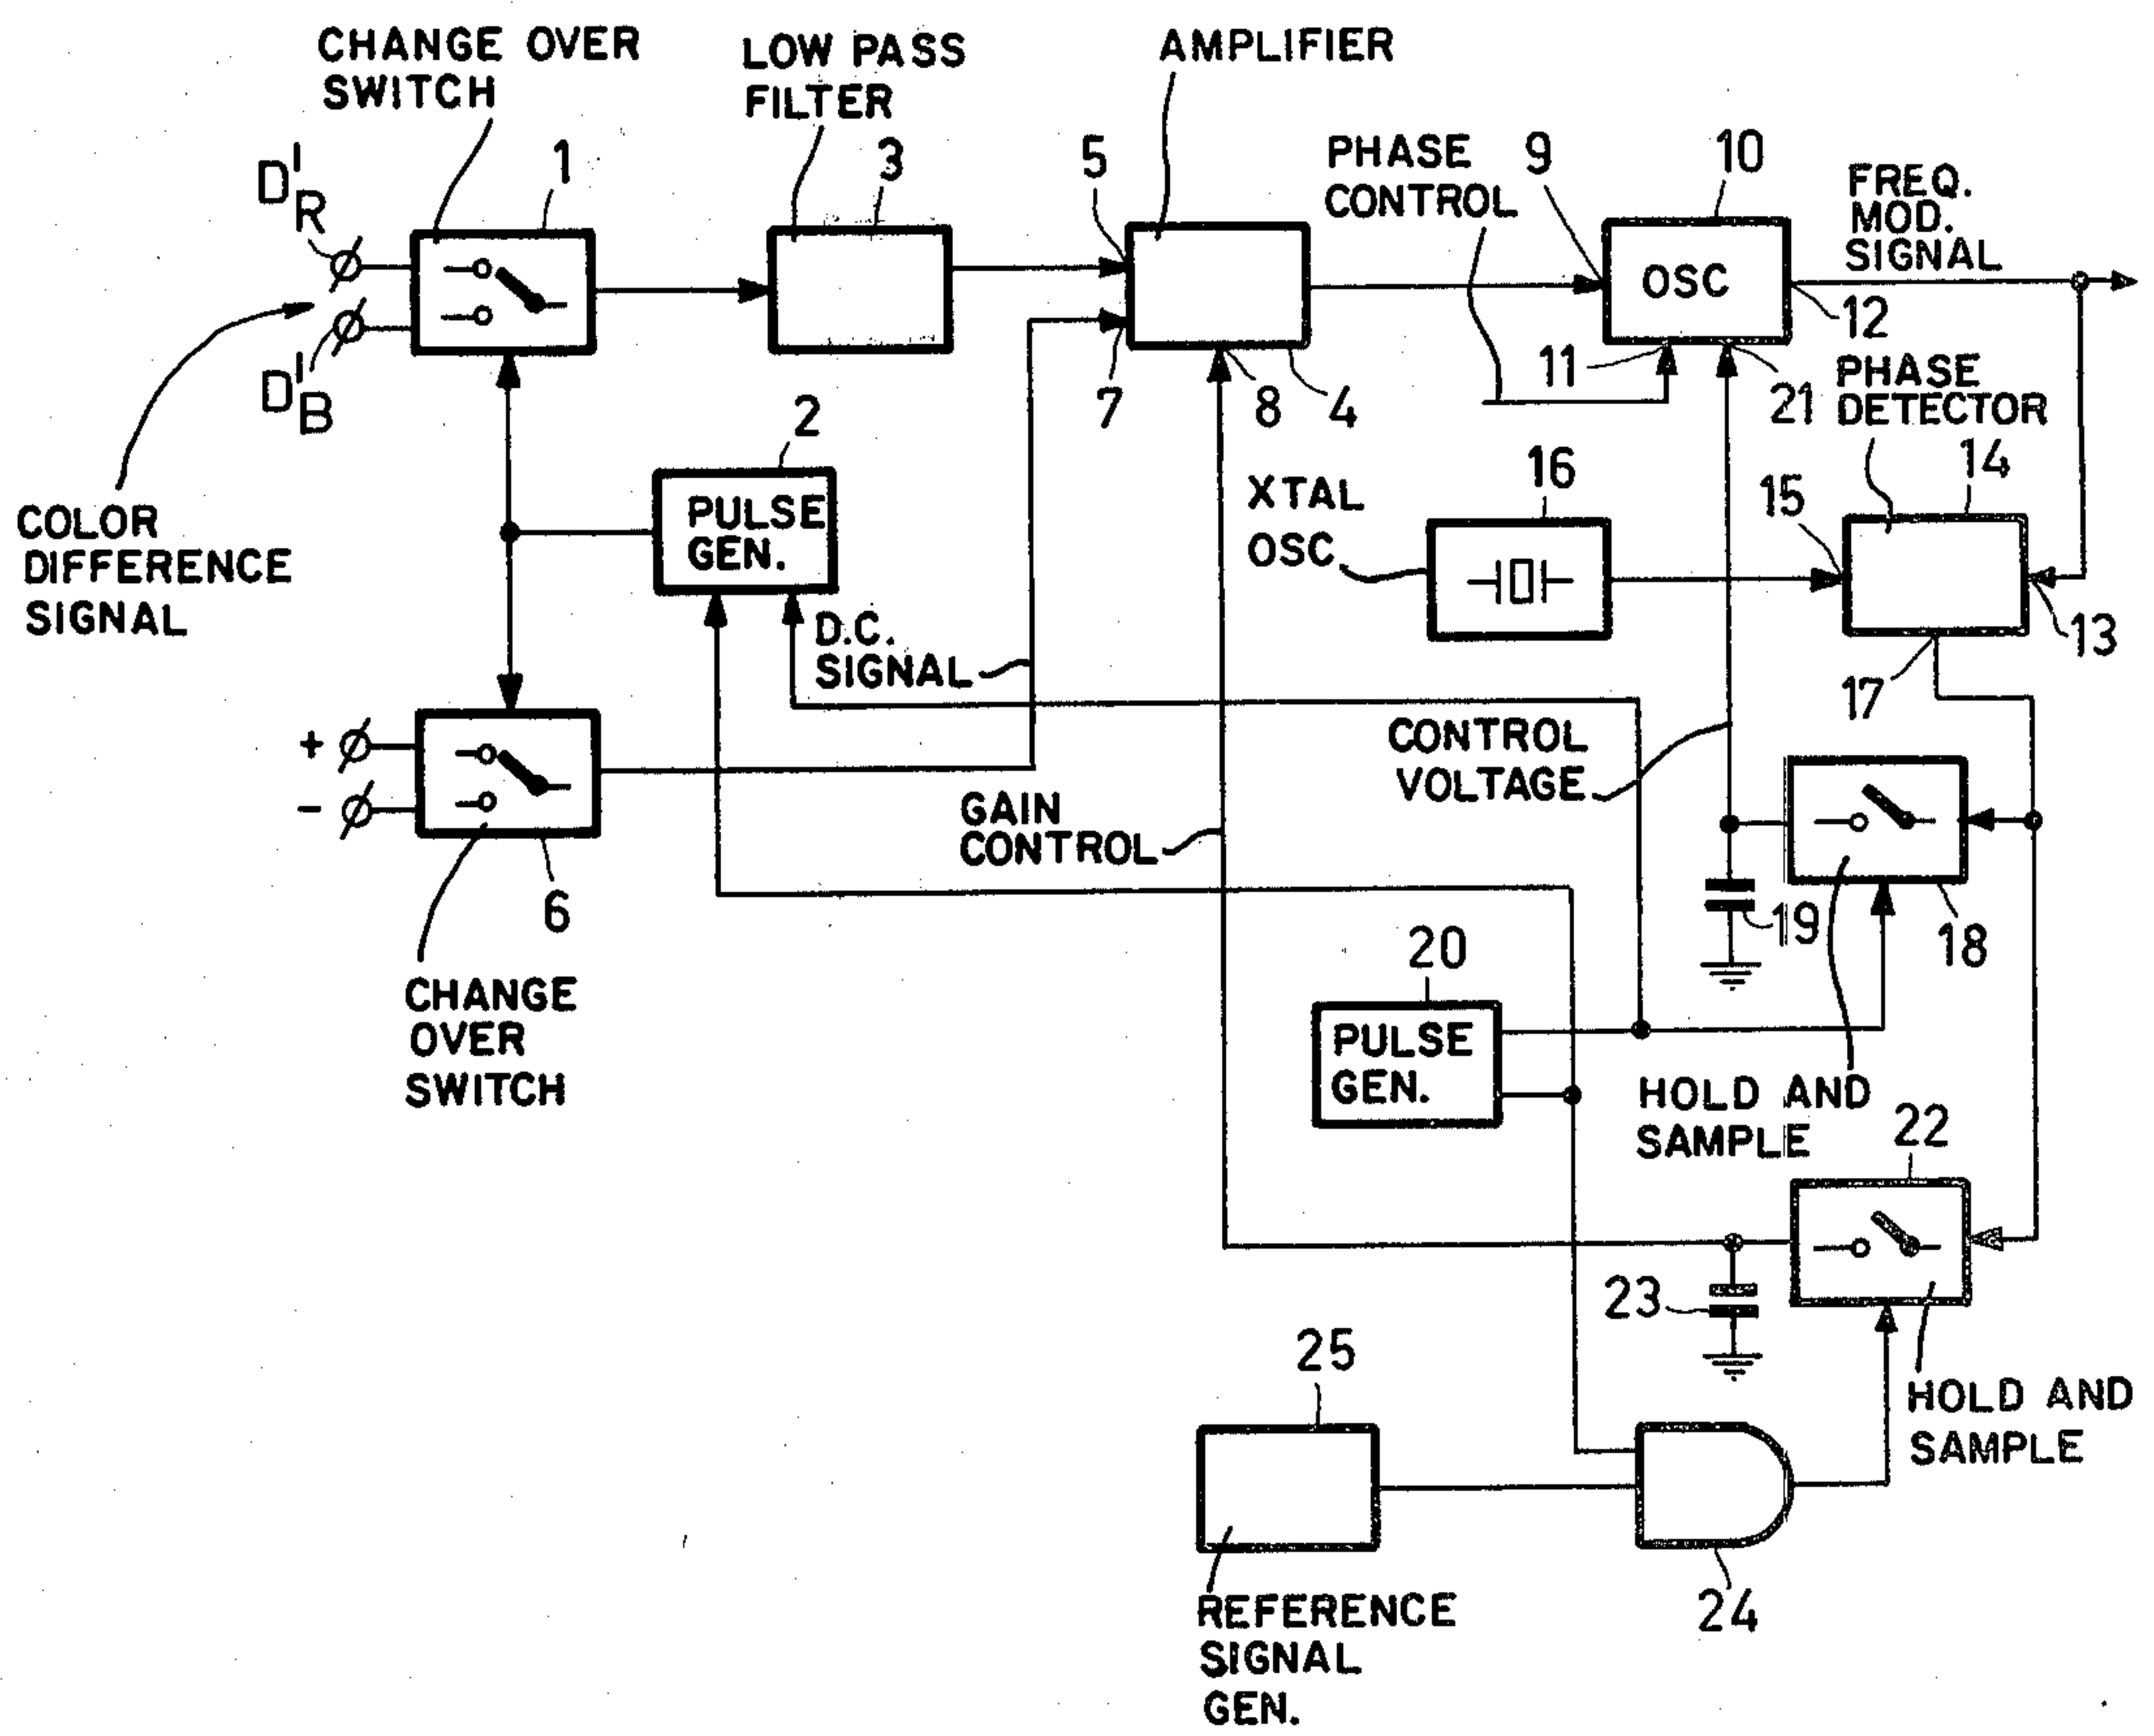 CHANGE OVER
SWITCH
LOW PASS
FILTER
AMPLIFIER
D'R
1
3
5
PHASE
CONTROL
9
10
FREQ.
MOD.
SIGNAL
OSC
D'B
7
8
4
11
21
12
PHASE
DETECTOR
2
PULSE
GEN.
COLOR
DIFFERENCE
SIGNAL
XTAL
OSC
16
15
14
13
D.C.
SIGNAL
17
+
-
6
CHANGE
OVER
SWITCH
GAIN
CONTROL
CONTROL
VOLTAGE
19
18
20
PULSE
GEN.
HOLD AND
SAMPLE
22
23
HOLD AND
SAMPLE
25
24
REFERENCE
SIGNAL
GEN.